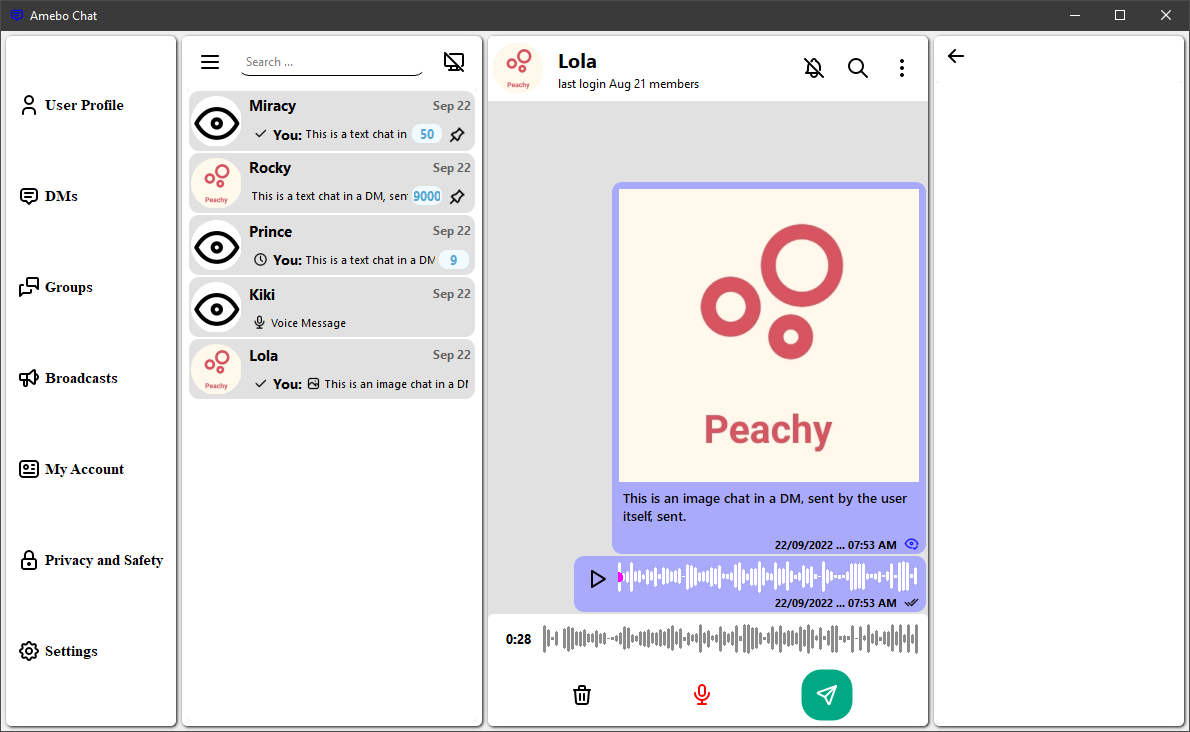 Amebo Chat
User Profile
DMs
Groups
Broadcasts
My Account
Privacy and Safety
Settings
Search ...
Miracy
Sep 22
You: This is a text chat in
50
Peachy
Rocky
Sep 22
This is a text chat in a DM, sen
9000
Prince
Sep 22
You: This is a text chat in a DM
9
Kiki
Sep 22
Voice Message
Peachy
Lola
Sep 22
You: This is an image chat in a DM
Peachy
Lola
last login Aug 21 members
Peachy
This is an image chat in a DM, sent by the user
itself, sent.
22/09/2022 ... 07:53 AM
22/09/2022 ... 07:53 AM
0:28